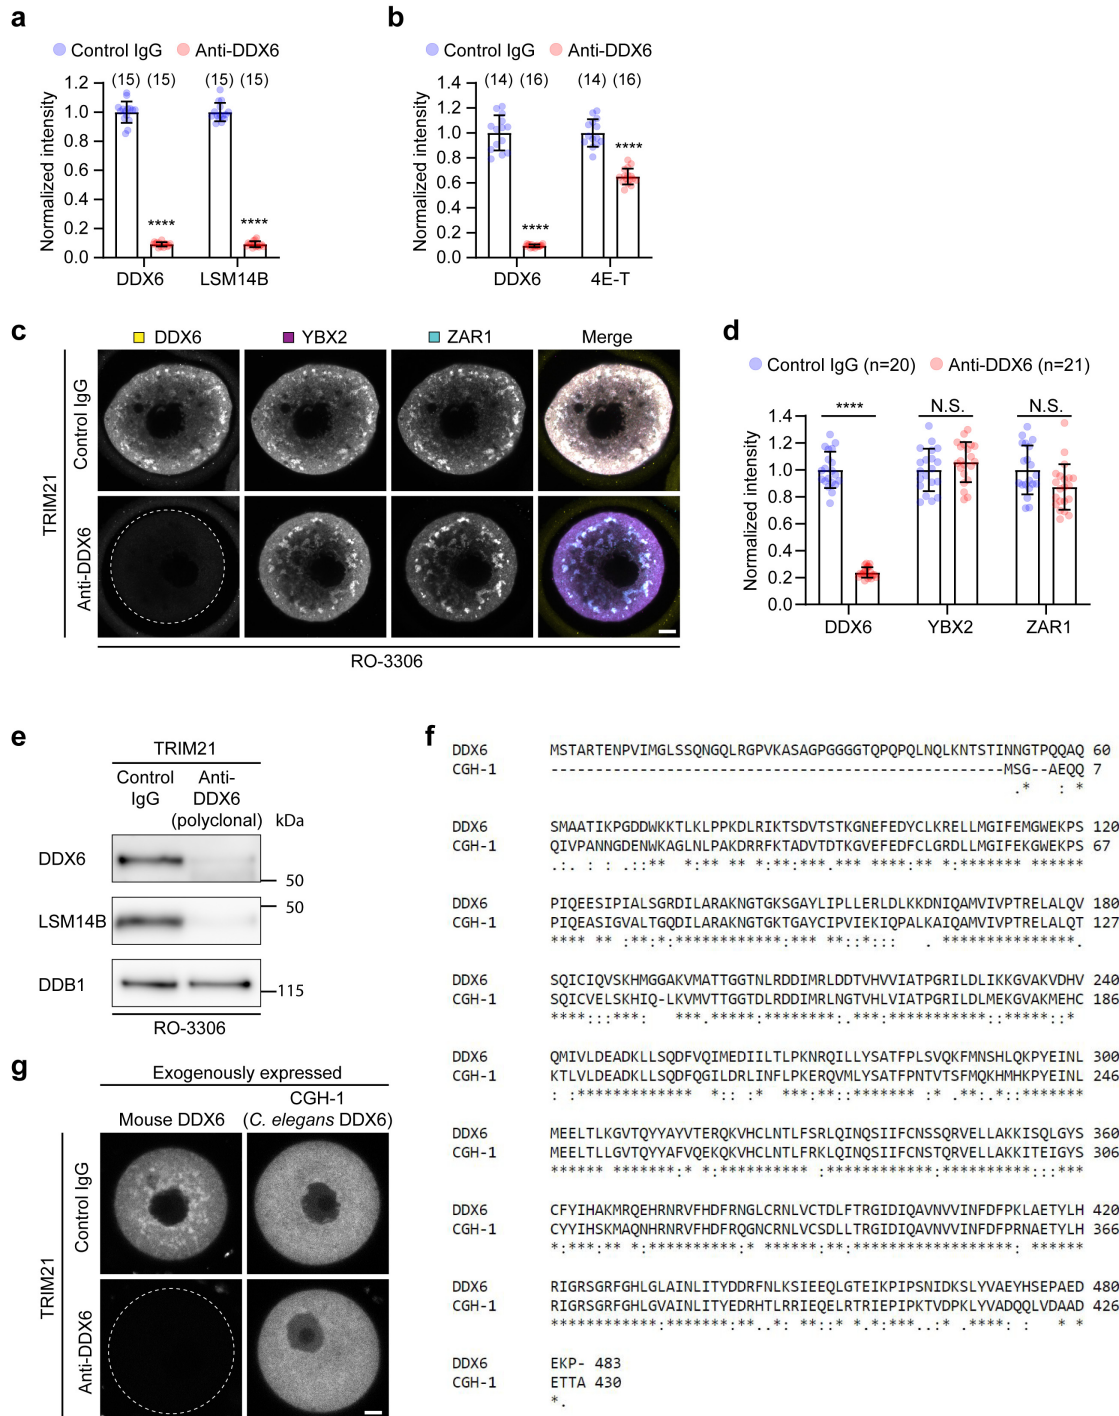 a
Control IgG Anti-DDX6
(15) (15) (15) (15)
Normalized intensity
1.2
1.0
0.8
0.6
0.4
0.2
0.0
**** ****
DDX6 LSM14B
b
Control IgG Anti-DDX6
(14) (16) (14) (16)
Normalized intensity
1.4
1.2
1.0
0.8
0.6
0.4
0.2
0.0
**** ****
DDX6 4E-T
c
DDX6 YBX2 ZAR1 Merge
TRIM21
Control IgG
Anti-DDX6
RO-3306
d
Control IgG (n=20) Anti-DDX6 (n=21)
**** N.S. N.S.
Normalized intensity
1.4
1.2
1.0
0.8
0.6
0.4
0.2
0.0
DDX6 YBX2 ZAR1
e
TRIM21
Control IgG
Anti-DDX6 (polyclonal)
kDa
DDX6
50
LSM14B
50
DDB1
115
RO-3306
f
DDX6 MSTARTENPVIMGLSSQNGQLRGPVKASAGPGGGGTQPQPQLNQLKNTSTINNGTPQQAQ 60
CGH-1 ---------------------------------------------------MSG--AEQQ 7
.* : *
DDX6 SMAATIKPGDDWKKTLKLPPKDLRIKTSDVTSTKGNEFEDYCLKRELLMGIFEMGWEKPS 120
CGH-1 QIVPANNGDENWKAGLNLPAKDRRFKTADVTDTKGVEFEDFCLGRDLLMGIFEKGWEKPS 67
.:. : : .::** *:** ** *:**:***.*** ****:** *:******* ******
DDX6 PIQEESIPIALSGRDILARAKNGTGKSGAYLIPLLERLDLKKDNIQAMVIVPTRELALQV 180
CGH-1 PIQEASIGVALTGQDILARAKNGTGKTGAYCIPVIEKIQPALKAIQAMVIVPTRELALQT 127
**** ** :**:*:************:*** **::*::: . ***************.
DDX6 SQICIQVSKHMGGAKVMATTGGTNLRDDIMRLDDTVHVVIATPGRILDLIKKGVAKVDHV 240
CGH-1 SQICVELSKHIQ-LKVMVTTGGTDLRDDIMRLNGTVHLVIATPGRILDLMEKGVAKMEHC 186
****:::***: ***.*****:********:.***:***********::*****::*
DDX6 QMIVLDEADKLLSQDFVQIMEDIILTLPKNRQILLYSATFPLSVQKFMNSHLQKPYEINL 300
CGH-1 KTLVLDEADKLLSQDFQGILDRLINFLPKERQVMLYSATFPNTVTSFMQKHMHKPYEINL 246
: :************* *:: :* ***:**::******* :* .**:.*::*******
DDX6 MEELTLKGVTQYYAYVTERQKVHCLNTLFSRLQINQSIIFCNSSQRVELLAKKISQLGYS 360
CGH-1 MEELTLLGVTQYYAFVQEKQKVHCLNTLFRKLQINQSIIFCNSTQRVELLAKKITEIGYS 306
****** *******:* *:********** :************:**********:::***
DDX6 CFYIHAKMRQEHRNRVFHDFRNGLCRNLVCTDLFTRGIDIQAVNVVINFDFPKLAETYLH 420
CGH-1 CYYIHSKMAQNHRNRVFHDFRQGNCRNLVCSDLLTRGIDIQAVNVVINFDFPRNAETYLH 366
*:***:** *:**********:* ******:**:******************: ******
DDX6 RIGRSGRFGHLGLAINLITYDDRFNLKSIEEQLGTEIKPIPSNIDKSLYVAEYHSEPAED 480
CGH-1 RIGRSGRFGHLGVAINLITYEDRHTLRRIEQELRTRIEPIPKTVDPKLYVADQQLVDAAD 426
************:*******:**..*: **::* *.*:***..:* .****: : * *
DDX6 EKP- 483
CGH-1 ETTA 430
*.
g
Exogenously expressed
Mouse DDX6
CGH-1 (C. elegans DDX6)
TRIM21
Control IgG
Anti-DDX6